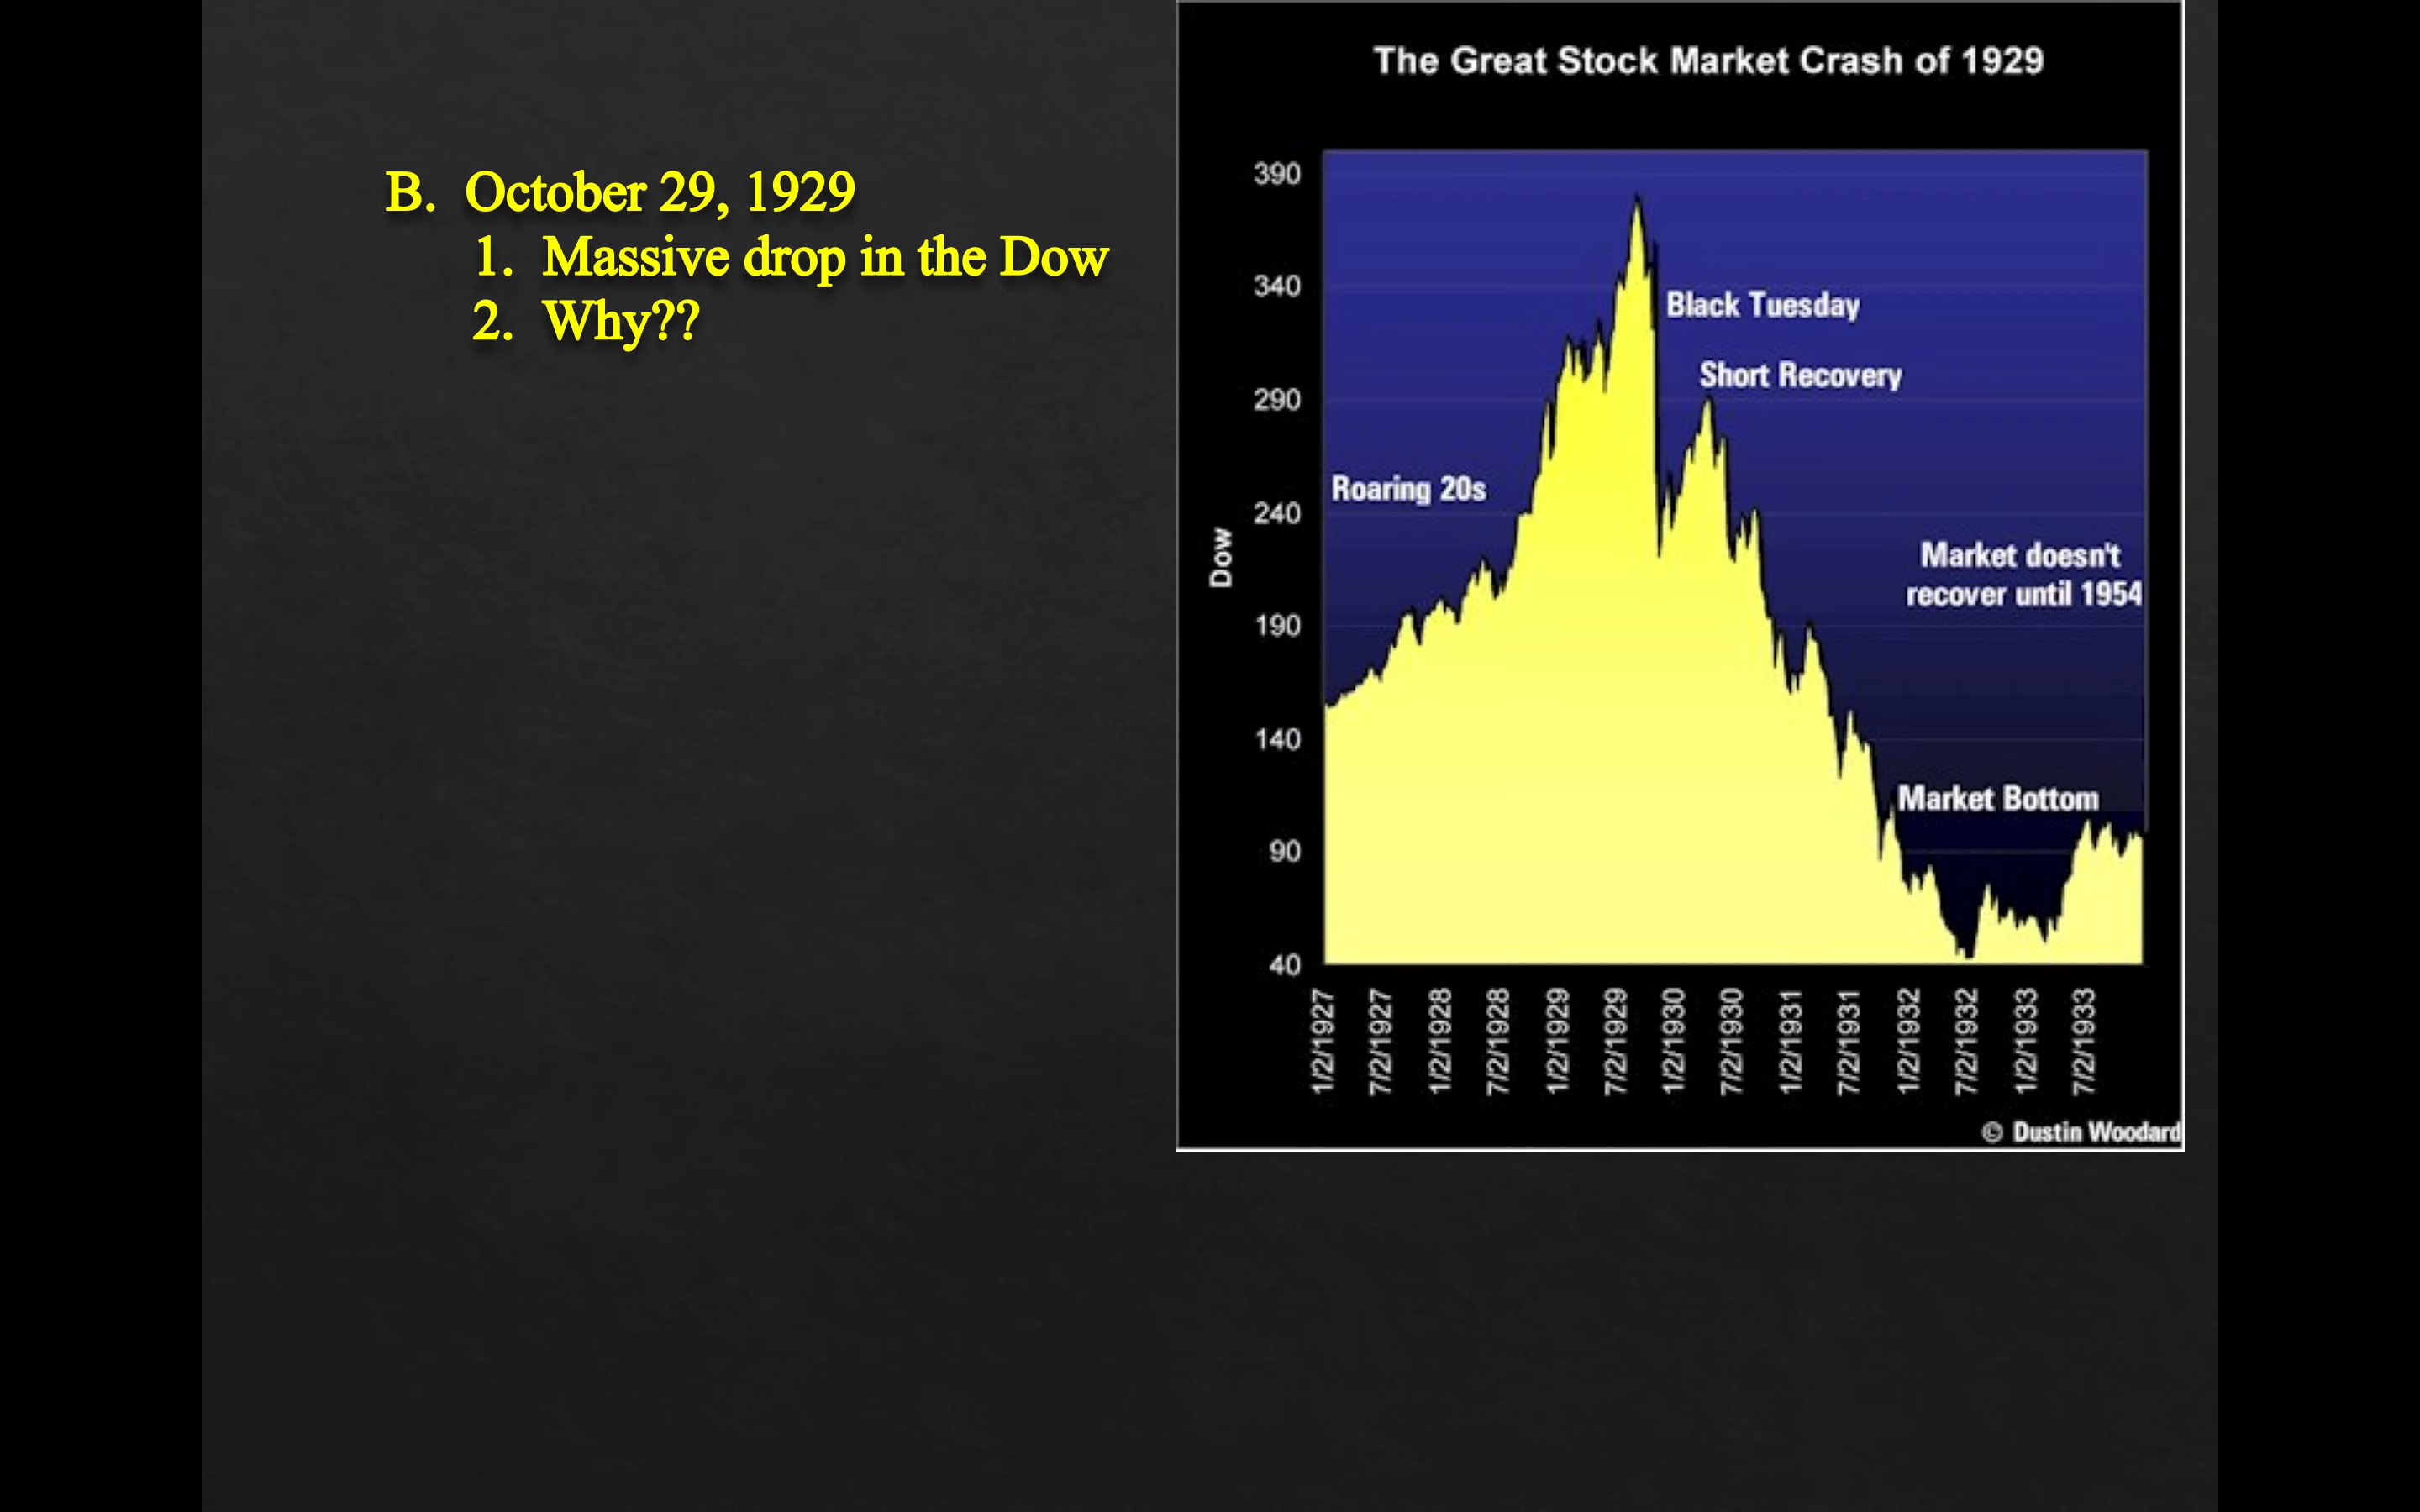 B. October 29, 1929
1. Massive drop in the Dow
2. Why??
The Great Stock Market Crash of 1929
390
340
290
240
190
140
90
40
Dow
Roaring 20s
Black Tuesday
Short Recovery
Market doesn't
recover until 1954
Market Bottom
1/2/1927
7/2/1927
1/2/1928
7/2/1928
1/2/1929
7/2/1929
1/2/1930
7/2/1930
1/2/1931
7/2/1931
1/2/1932
7/2/1932
1/2/1933
7/2/1933
© Dustin Woodard